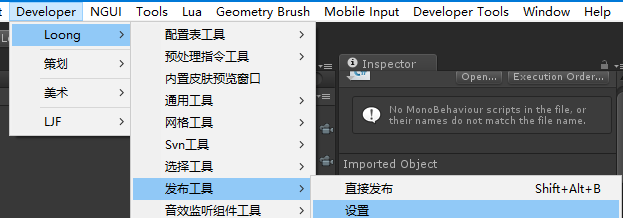 Developer NGUI Tools Lua Geometry Brush Mobile Input Developer Tools Window Help
Loong
策划
美术
LJF
配置表工具
预处理指令工具
内置皮肤预览窗口
通用工具
网格工具
Svn工具
选择工具
发布工具
音效监听组件工具
Inspector
Open... Execution Order...
No MonoBehaviour scripts in the file, or
their names do not match the file name.
Imported Object
直接发布 Shift+Alt+B
设置